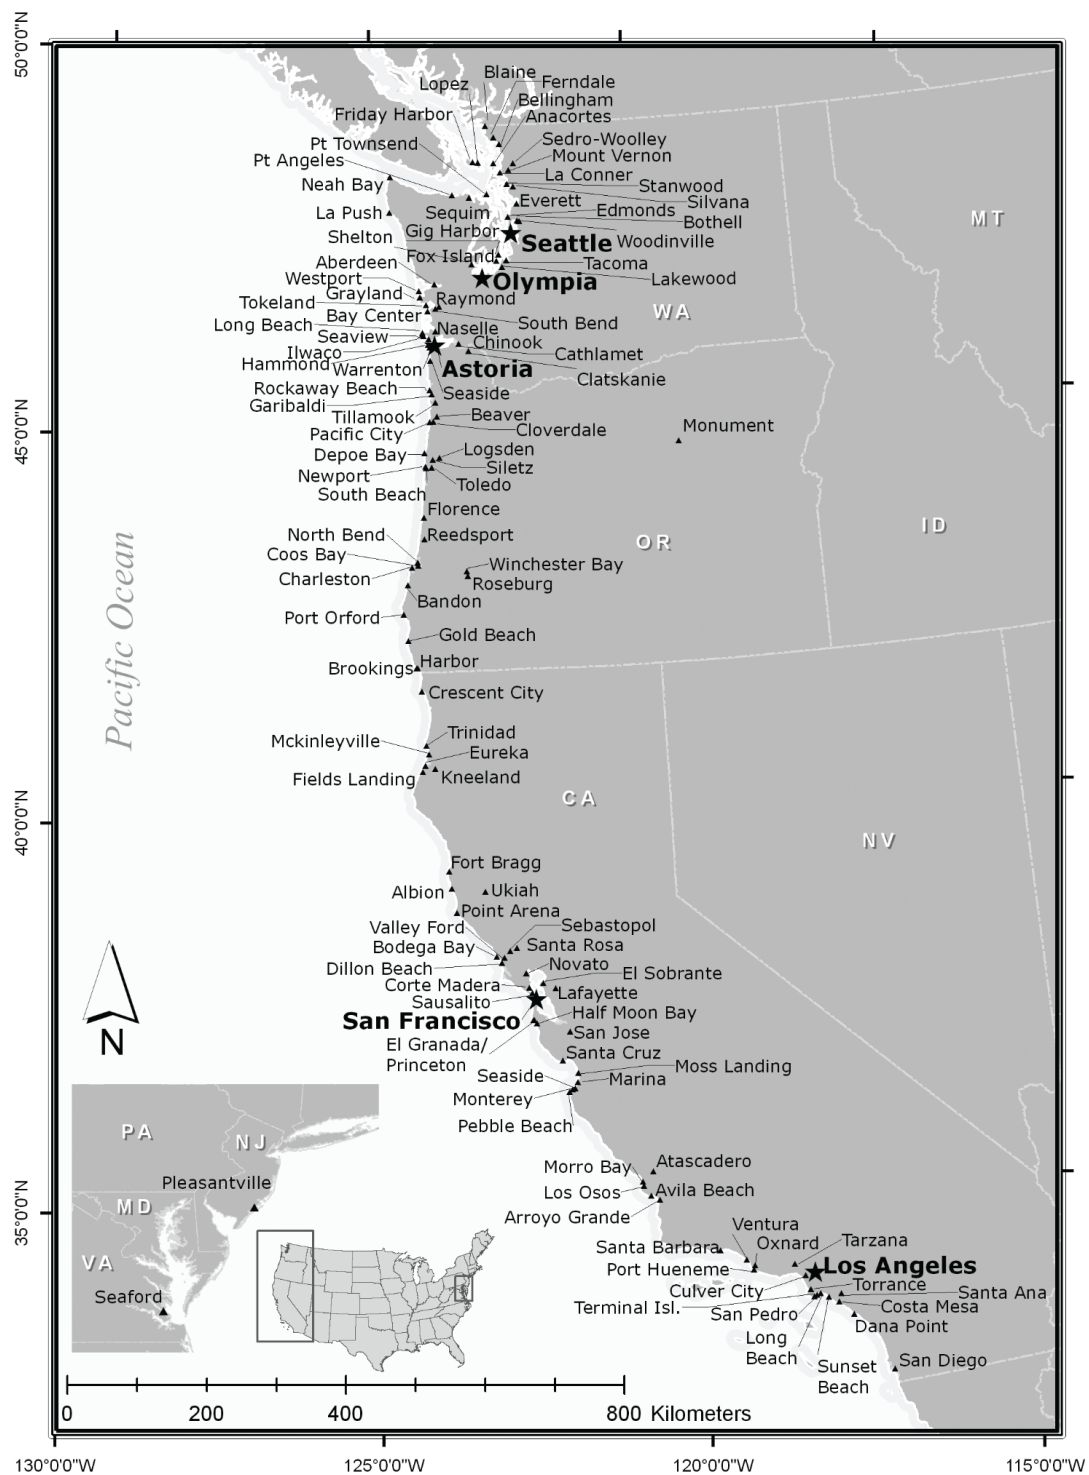 50°0'0"N
Blaine
Lopez
Ferndale
Bellingham
Friday Harbor
Anacortes
Pt Townsend
Sedro-Woolley
Pt Angeles
Mount Vernon
La Conner
Neah Bay
Stanwood
Everett
Silvana
La Push
Sequim
Edmonds
MT
Bothell
Gig Harbor
Shelton
Seattle
Woodinville
Fox Island
Aberdeen
Tacoma
Westport
Olympia
Lakewood
Grayland
Raymond
Tokeland
Bay Center
WA
Long Beach
South Bend
Naselle
Seaview
Chinook
Ilwaco
Cathlamet
Hammond
Warrenton
Astoria
Clatskanie
Rockaway Beach
Seaside
Garibaldi
Tillamook
Beaver
45°0'0"N
Pacific City
Cloverdale
Monument
Depoe Bay
Logsden
Siletz
Newport
Toledo
South Beach
Florence
ID
North Bend
Reedsport
OR
Coos Bay
Winchester Bay
Charleston
Roseburg
Bandon
Port Orford
Pacific Ocean
Gold Beach
Brookings
Harbor
Crescent City
Trinidad
Mckinleyville
Eureka
Fields Landing
Kneeland
CA
40°0'0"N
NV
Fort Bragg
Albion
Ukiah
Point Arena
Valley Ford
Sebastopol
Bodega Bay
Santa Rosa
Dillon Beach
Novato
El Sobrante
Corte Madera
Lafayette
Sausalito
San Francisco
Half Moon Bay
San Jose
N
El Granada/
Princeton
Santa Cruz
Moss Landing
Seaside
Marina
Monterey
Pebble Beach
PA
NJ
Morro Bay
Atascadero
Pleasantville
Los Osos
Avila Beach
35°0'0"N
MD
Arroyo Grande
Ventura
Oxnard
Tarzana
Santa Barbara
VA
Port Hueneme
Los Angeles
Culver City
Torrance
Santa Ana
Seaford
Terminal Isl.
San Pedro
Costa Mesa
Dana Point
Long
Beach
San Diego
Sunset
Beach
0
200
400
800 Kilometers
130°0'0"W
125°0'0"W
120°0'0"W
115°0'0"W